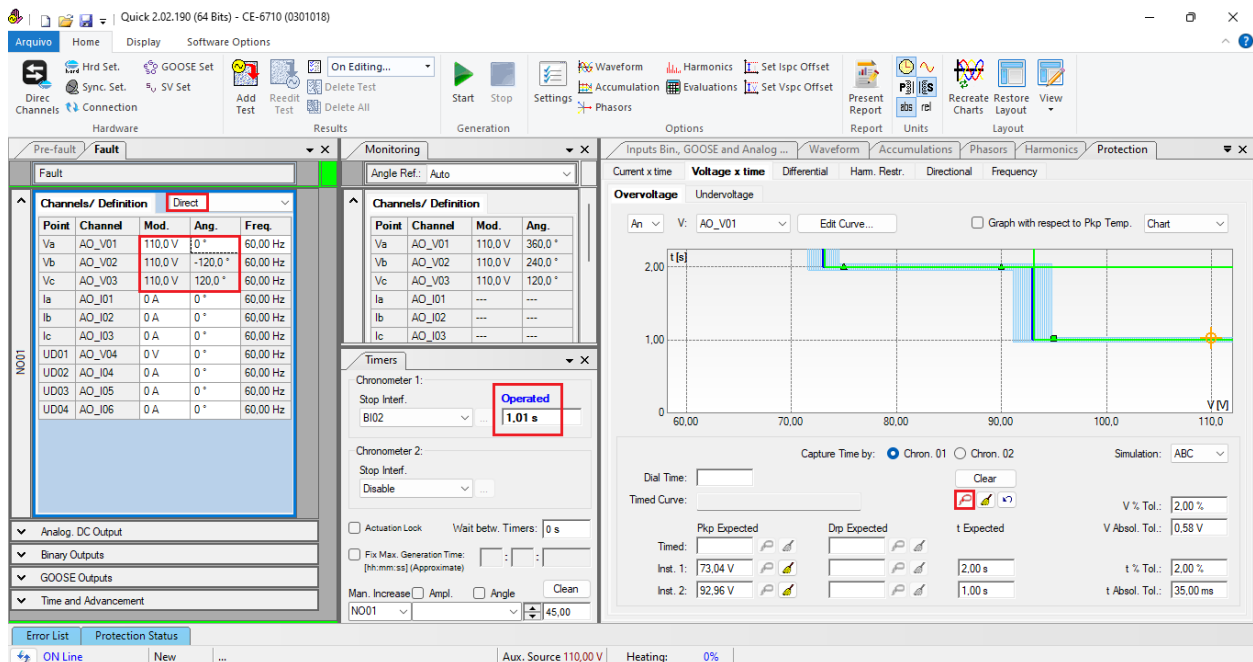 Quick 2.02.190 (64 Bits) - CE-6710 (0301018)
Arquivo Home Display Software Options
Direc Channels
Hrd Set. GOOSE Set
Sync. Set. SV Set
Connection
Hardware
Add Test
Reedit Test
On Editing...
Delete Test
Delete All
Results
Start Stop
Generation
Settings
Waveform Harmonics Set Ispc Offset
Accumulation Evaluations Set Vspc Offset
Phasors
Options
Present Report
Report
abs rel
Units
Recreate Charts
Restore Layout
View
Layout
Pre-fault Fault
Fault
NO01
Channels/ Definition Direct
Point Channel Mod. Ang. Freq.
Va AO_V01 110,0 V 0 ° 60,00 Hz
Vb AO_V02 110,0 V -120,0 ° 60,00 Hz
Vc AO_V03 110,0 V 120,0 ° 60,00 Hz
Ia AO_I01 0 A 0 ° 60,00 Hz
Ib AO_I02 0 A 0 ° 60,00 Hz
Ic AO_I03 0 A 0 ° 60,00 Hz
UD01 AO_V04 0 V 0 ° 60,00 Hz
UD02 AO_I04 0 A 0 ° 60,00 Hz
UD03 AO_I05 0 A 0 ° 60,00 Hz
UD04 AO_I06 0 A 0 ° 60,00 Hz
Analog. DC Output
Binary Outputs
GOOSE Outputs
Time and Advancement
Monitoring
Angle Ref.: Auto
Channels/ Definition
Point Channel Mod. Ang.
Va AO_V01 110,0 V 360,0 °
Vb AO_V02 110,0 V 240,0 °
Vc AO_V03 110,0 V 120,0 °
Ia AO_I01 --- ---
Ib AO_I02 --- ---
Ic AO_I03 --- ---
Timers
Chronometer 1:
Stop Interf. Operated
BI02 ... 1,01 s
Chronometer 2:
Stop Interf.
Disable ...
Actuation Lock Wait betw. Timers: 0 s
Fix Max. Generation Time: : :
[hh:mm:ss] (Approximate)
Clean
Man. Increase Ampl. Angle
NO01 45,00
Inputs Bin., GOOSE and Analog ... Waveform Accumulations Phasors Harmonics Protection
Current x time Voltage x time Differential Ham. Restr. Directional Frequency
Overvoltage Undervoltage
An V: AO_V01 Edit Curve... Graph with respect to Pkp Temp. Chart
t [s]
2,00
1,00
0
V [V]
60,00 70,00 80,00 90,00 100,0 110,0
Capture Time by: Chron. 01 Chron. 02 Simulation: ABC
Dial Time: Clear
Timed Curve: V % Tol.: 2,00 %
Pkp Expected Drp Expected t Expected V Absol. Tol.: 0,58 V
Timed:
Inst. 1: 73,04 V 2,00 s t % Tol.: 2,00 %
Inst. 2: 92,96 V 1,00 s t Absol. Tol.: 35,00 ms
Error List Protection Status
ON Line New ... Aux. Source 110,00 V Heating: 0%